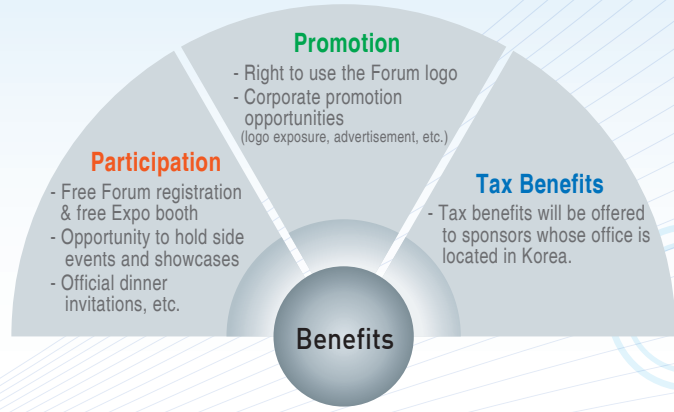 Promotion
- Right to use the Forum logo
- Corporate promotion
opportunities
(logo exposure, advertisement, etc.)
Participation
- Free Forum registration
& free Expo booth
- Opportunity to hold side
events and showcases
- Official dinner
invitations, etc.
Tax Benefits
- Tax benefits will be offered
to sponsors whose office is
located in Korea.
Benefits